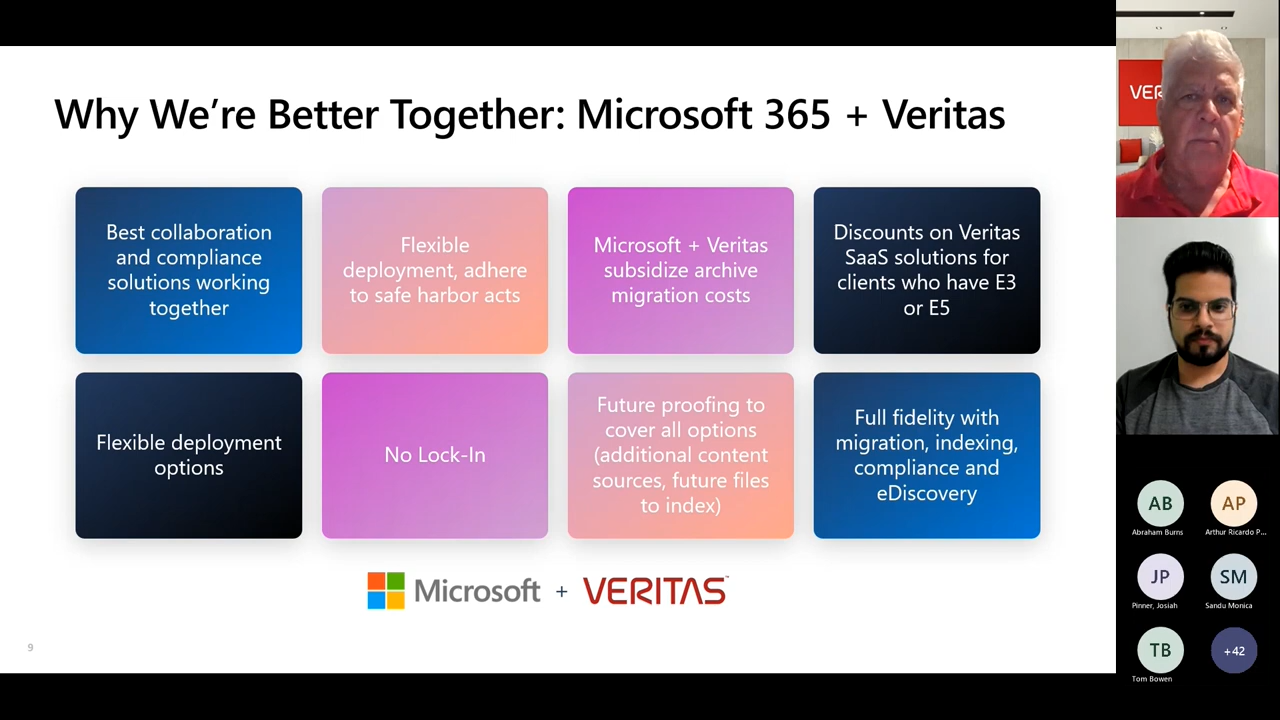 Why We’re Better Together: Microsoft 365 + Veritas
Best collaboration
and compliance
solutions working
together
Flexible
deployment, adhere
to safe harbor acts
Microsoft + Veritas
subsidize archive
migration costs
Discounts on Veritas
SaaS solutions for
clients who have E3
or E5
Flexible deployment
options
No Lock-In
Future proofing to
cover all options
(additional content
sources, future files
to index)
Full fidelity with
migration, indexing,
compliance and
eDiscovery
Microsoft + VERITAS™
9
VER
AB
Abraham Burns
AP
Arthur Ricardo P...
JP
Pinner, Josiah
SM
Sandu Monica
TB
Tom Bowen
+42